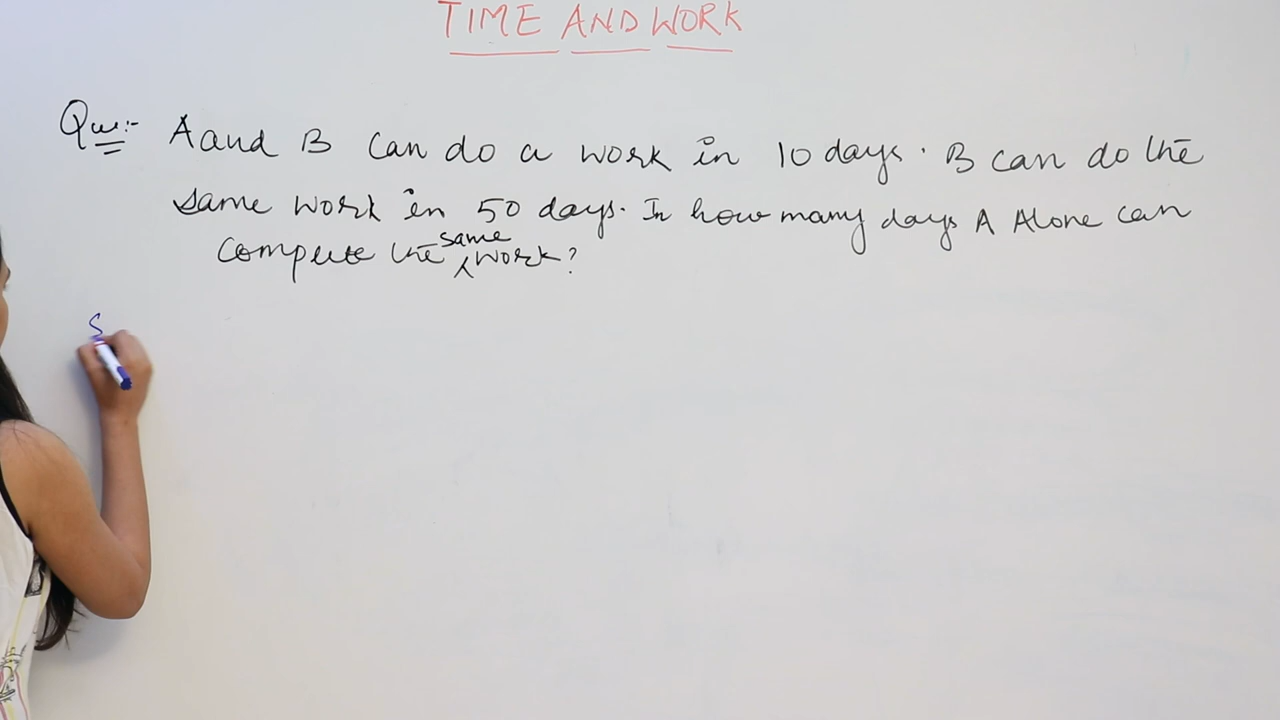 TIME AND WORK
Que:- A and B can do a work in 10 days. B can do the
same work in 50 days. In how many days A Alone can
complete the same work?
S